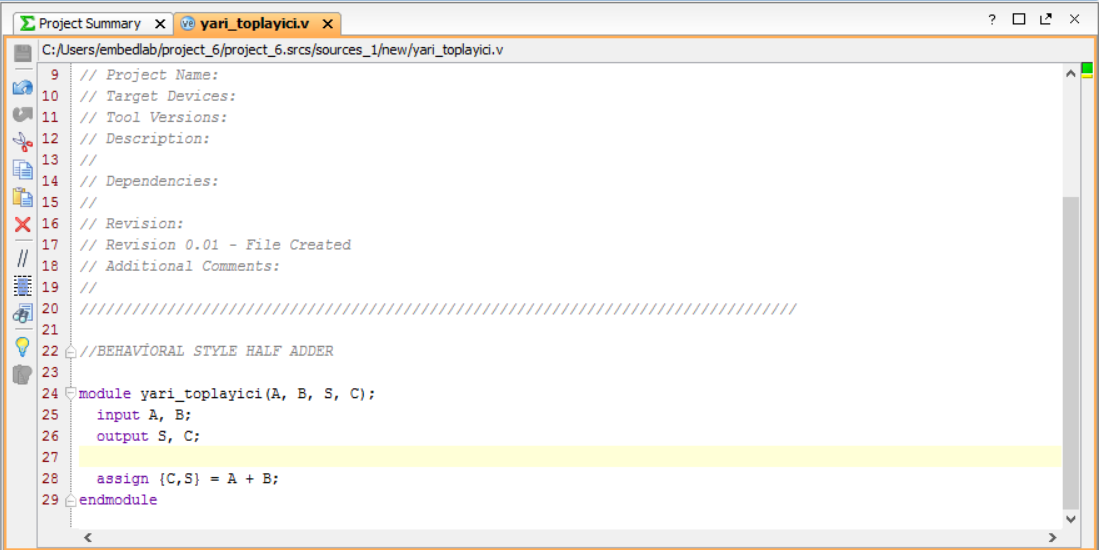 Project Summary × yari_toplayici.v ×
C:/Users/embedlab/project_6/project_6.srcs/sources_1/new/yari_toplayici.v
9 // Project Name:
10 // Target Devices:
11 // Tool Versions:
12 // Description:
13 //
14 // Dependencies:
15 //
16 // Revision:
17 // Revision 0.01 - File Created
18 // Additional Comments:
19 //
20 //////////////////////////////////////////////////////////////////////////////////
21
22 //BEHAVİORAL STYLE HALF ADDER
23
24 module yari_toplayici(A, B, S, C);
25 input A, B;
26 output S, C;
27
28 assign {C,S} = A + B;
29 endmodule